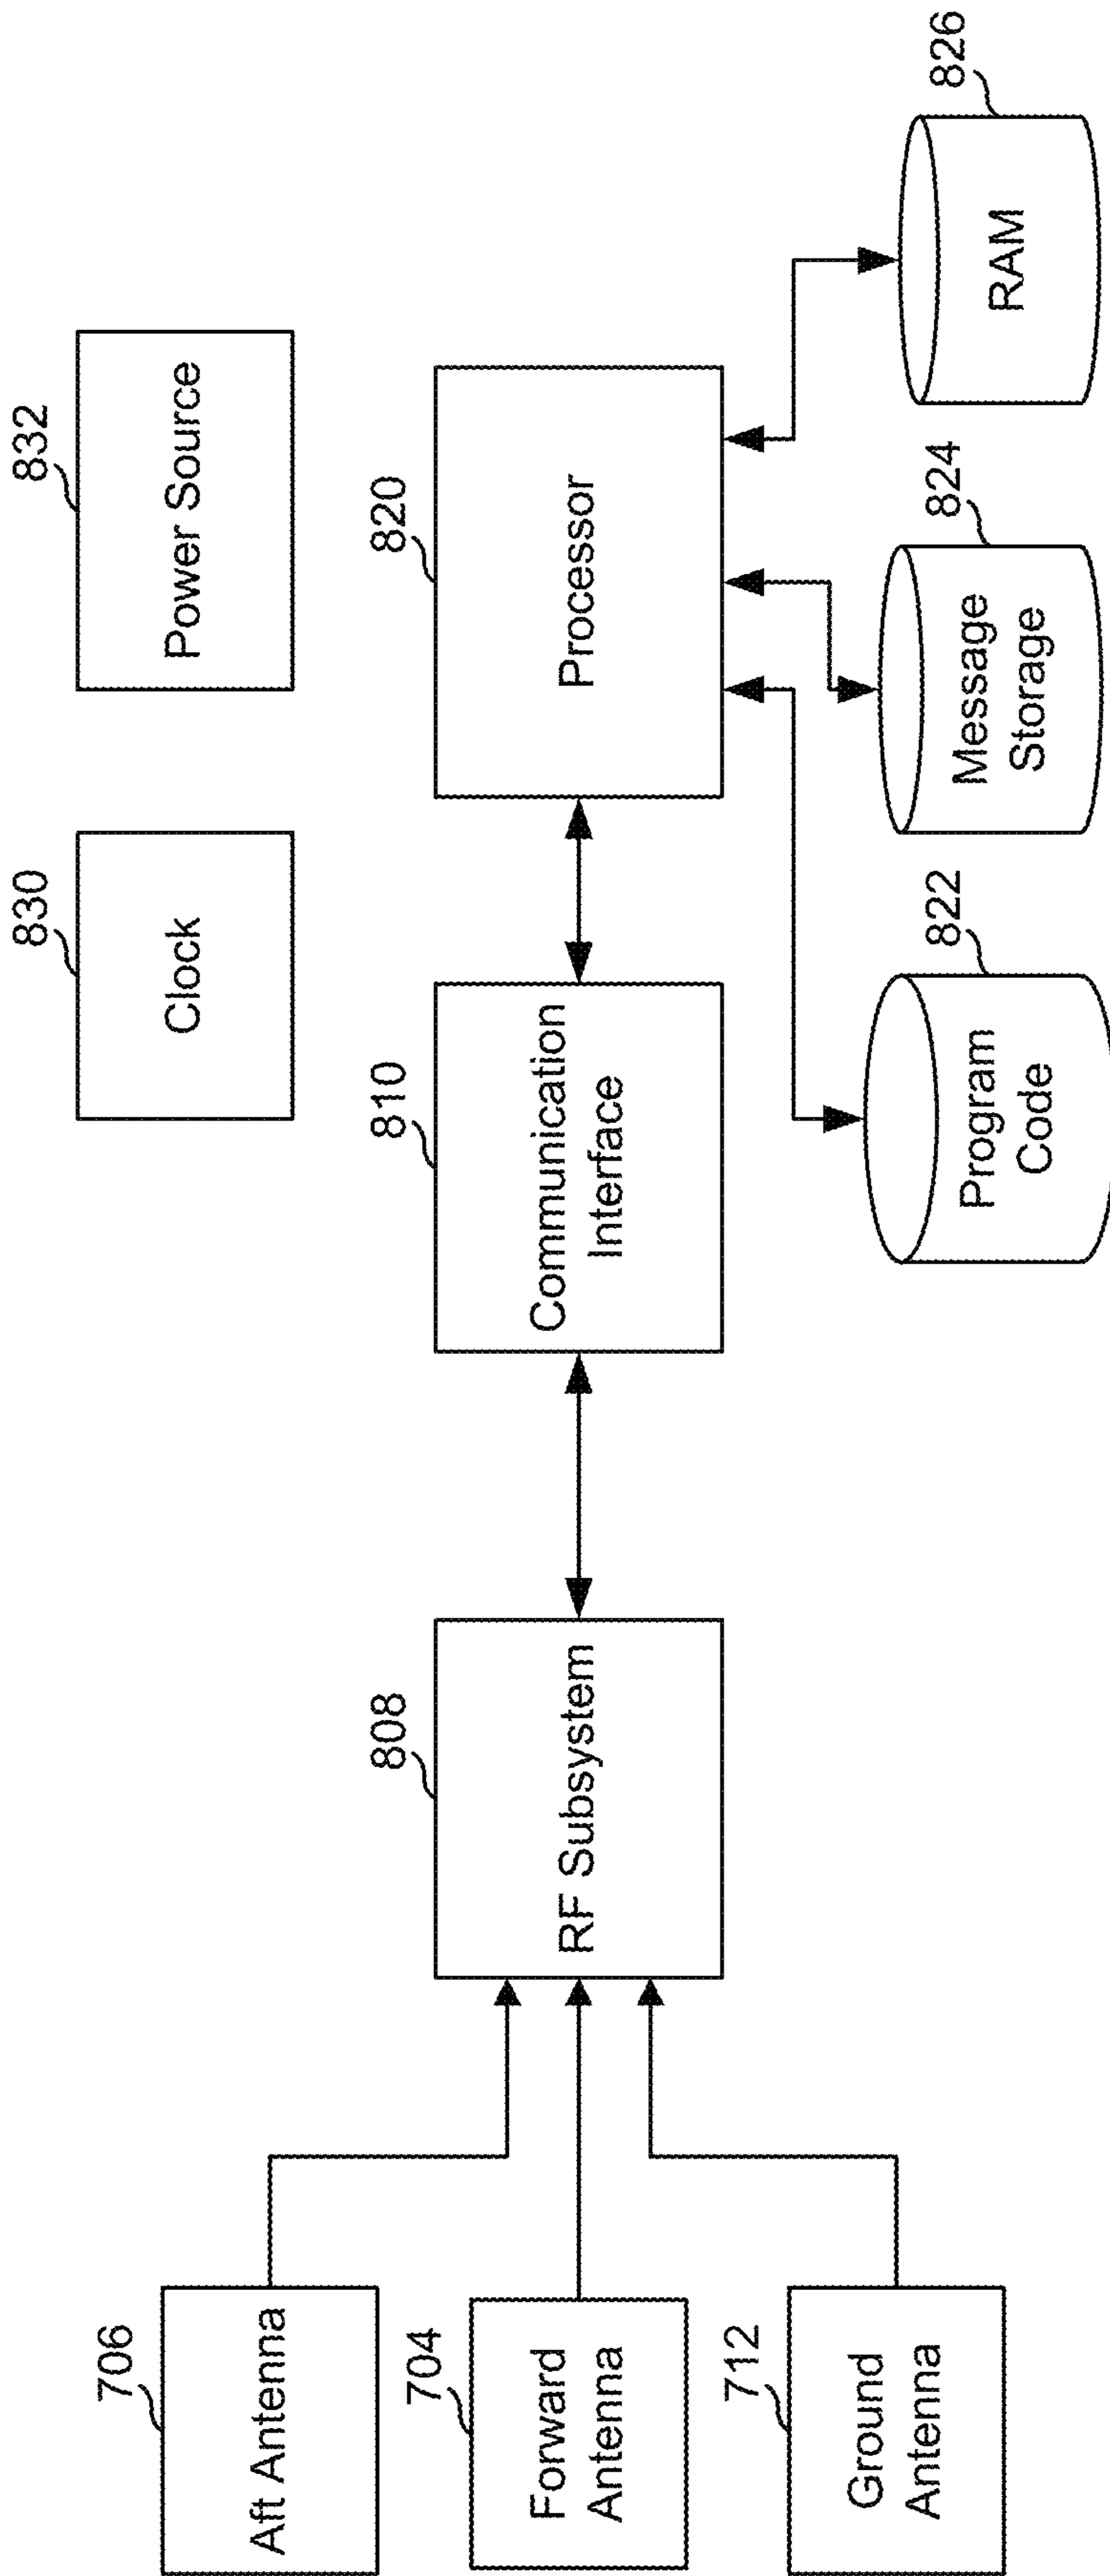 830
Clock
832
Power Source
706
Aft Antenna
704
Forward
Antenna
712
Ground
Antenna
808
RF Subsystem
810
Communication
Interface
820
Processor
822
Program
Code
824
Message
Storage
826
RAM